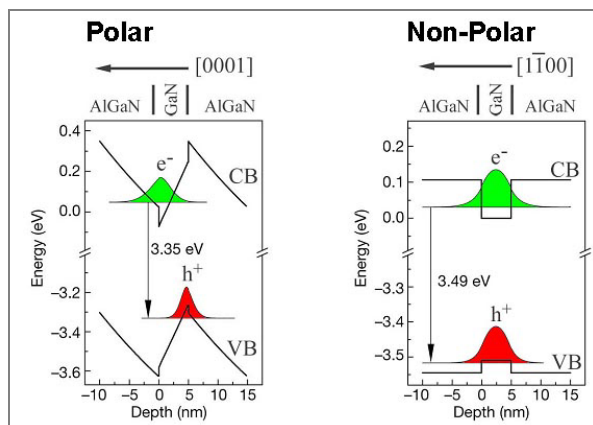 Polar
[0001]
AlGaN
GaN
AlGaN
0.4
0.2
0.0
-3.2
-3.4
-3.6
Energy (eV)
e⁻
CB
3.35 eV
h⁺
VB
-10 -5 0 5 10 15
Depth (nm)
Non-Polar
[11̅00]
AlGaN
GaN
AlGaN
0.2
0.1
0.0
-3.4
-3.5
Energy (eV)
e⁻
CB
3.49 eV
h⁺
VB
-10 -5 0 5 10 15
Depth (nm)